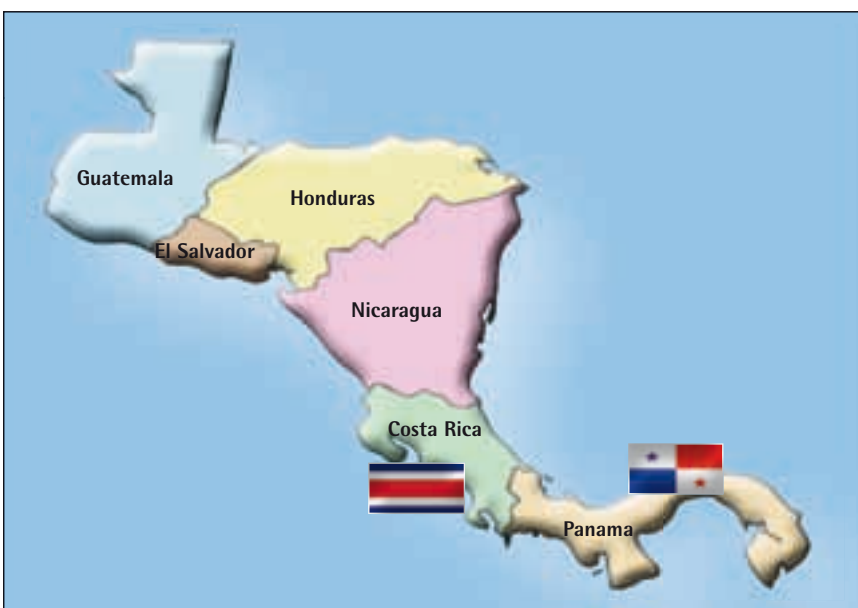 Guatemala
Honduras
El Salvador
Nicaragua
Costa Rica
Panama